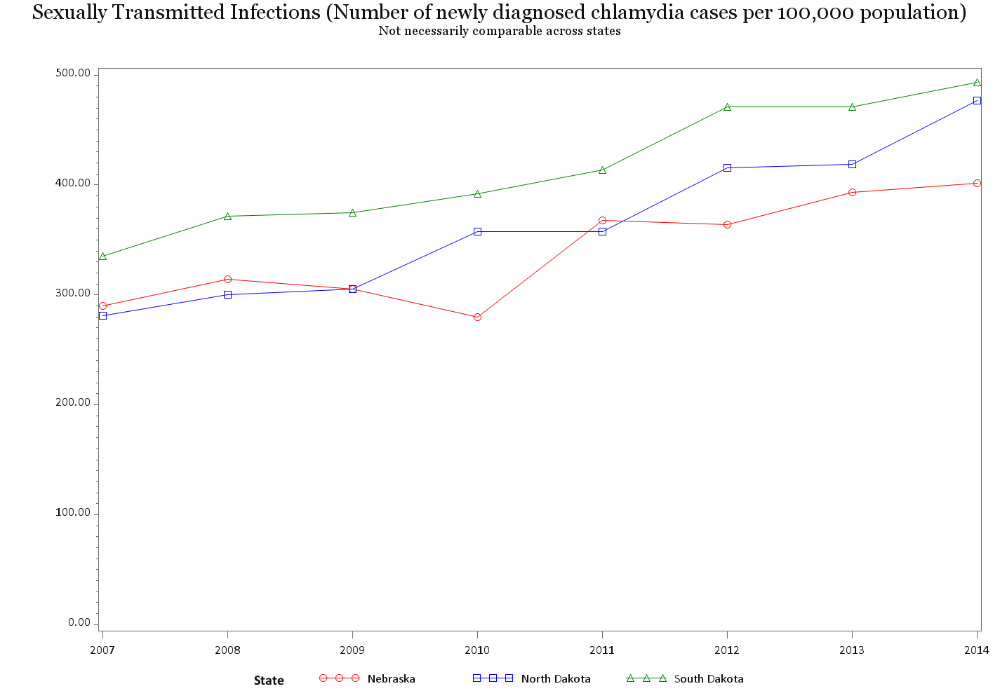 Sexually Transmitted Infections (Number of newly diagnosed chlamydia cases per 100,000 population)
Not necessarily comparable across states
500.00
400.00
300.00
200.00
100.00
0.00
2007 2008 2009 2010 2011 2012 2013 2014
State Nebraska North Dakota South Dakota